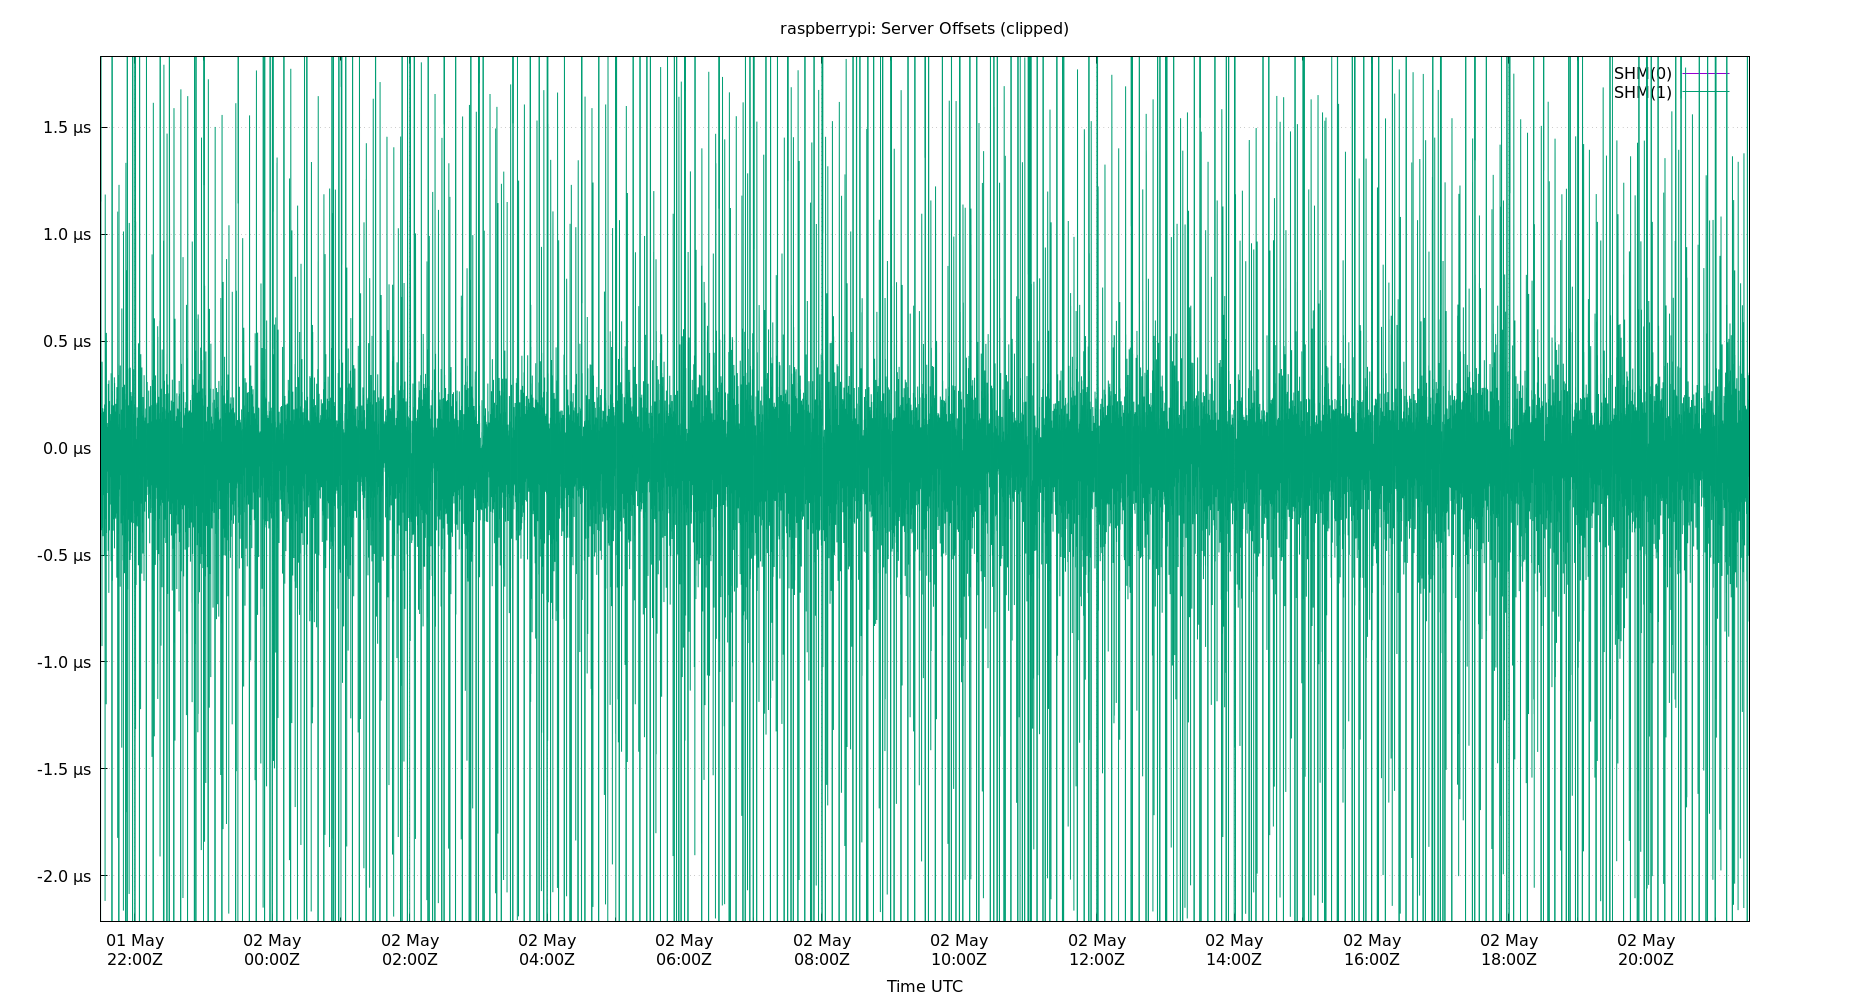 raspberrypi: Server Offsets (clipped)
SHM(0)
SHM(1)
1.5 µs
1.0 µs
0.5 µs
0.0 µs
-0.5 µs
-1.0 µs
-1.5 µs
-2.0 µs
01 May 02 May 02 May 02 May 02 May 02 May 02 May 02 May 02 May 02 May 02 May 02 May
22:00Z 00:00Z 02:00Z 04:00Z 06:00Z 08:00Z 10:00Z 12:00Z 14:00Z 16:00Z 18:00Z 20:00Z
Time UTC